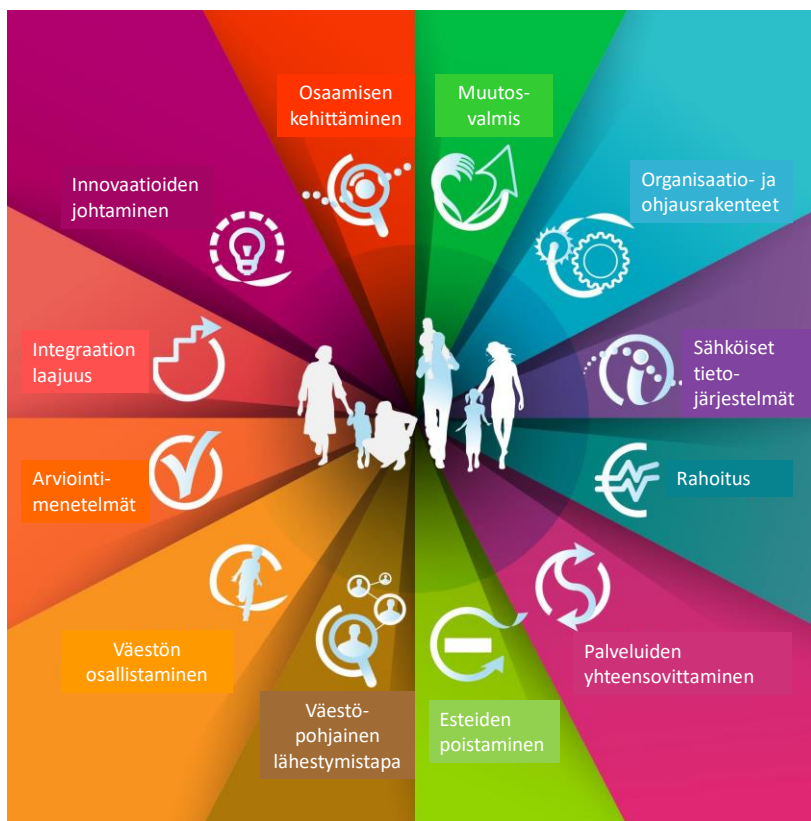 Osaamisen
kehittäminen
Muutos-
valmis
Organisaatio- ja
ohjausrakenteet
Sähköiset
tieto-
järjestelmät
Rahoitus
Palveluiden
yhteensovittaminen
Esteiden
poistaminen
Väestö-
pohjainen
lähestymistapa
Väestön
osallistaminen
Arviointi-
menetelmät
Integraation
laajuus
Innovaatioiden
johtaminen